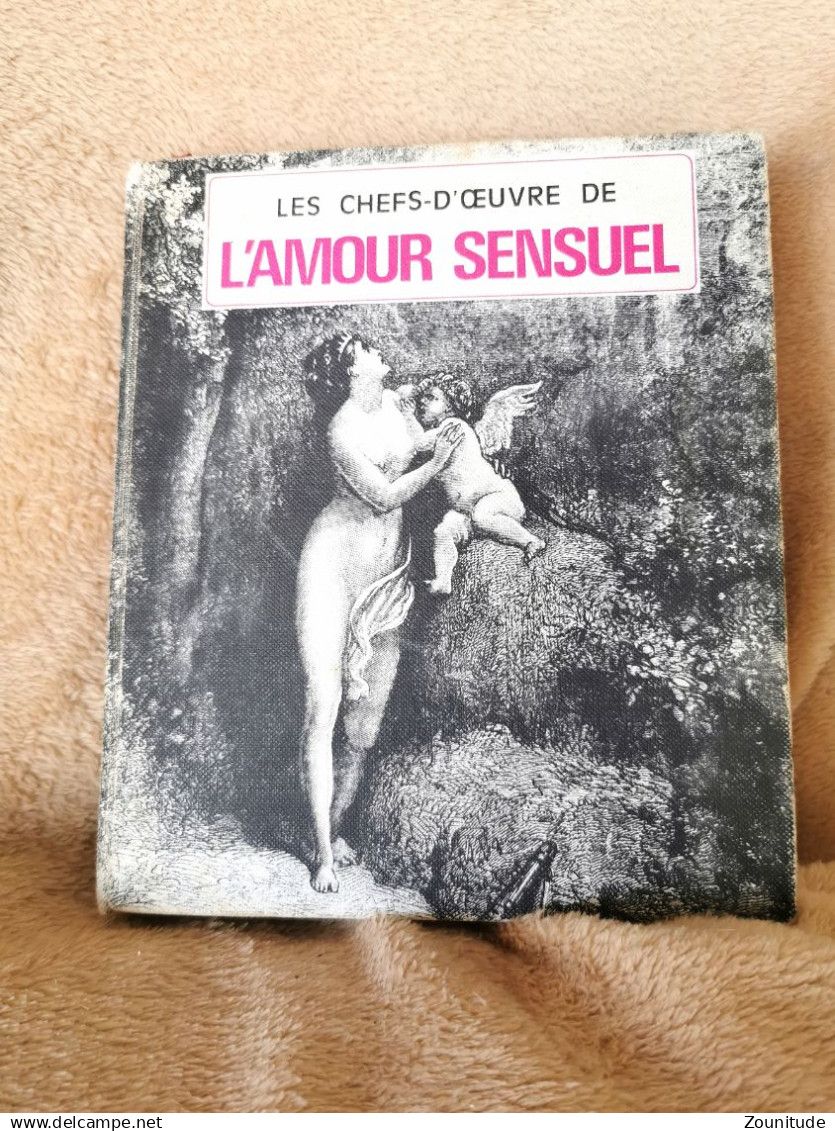 LES CHEFS-D'ŒUVRE DE
L'AMOUR SENSUEL
www.delcampe.net
Zounitude